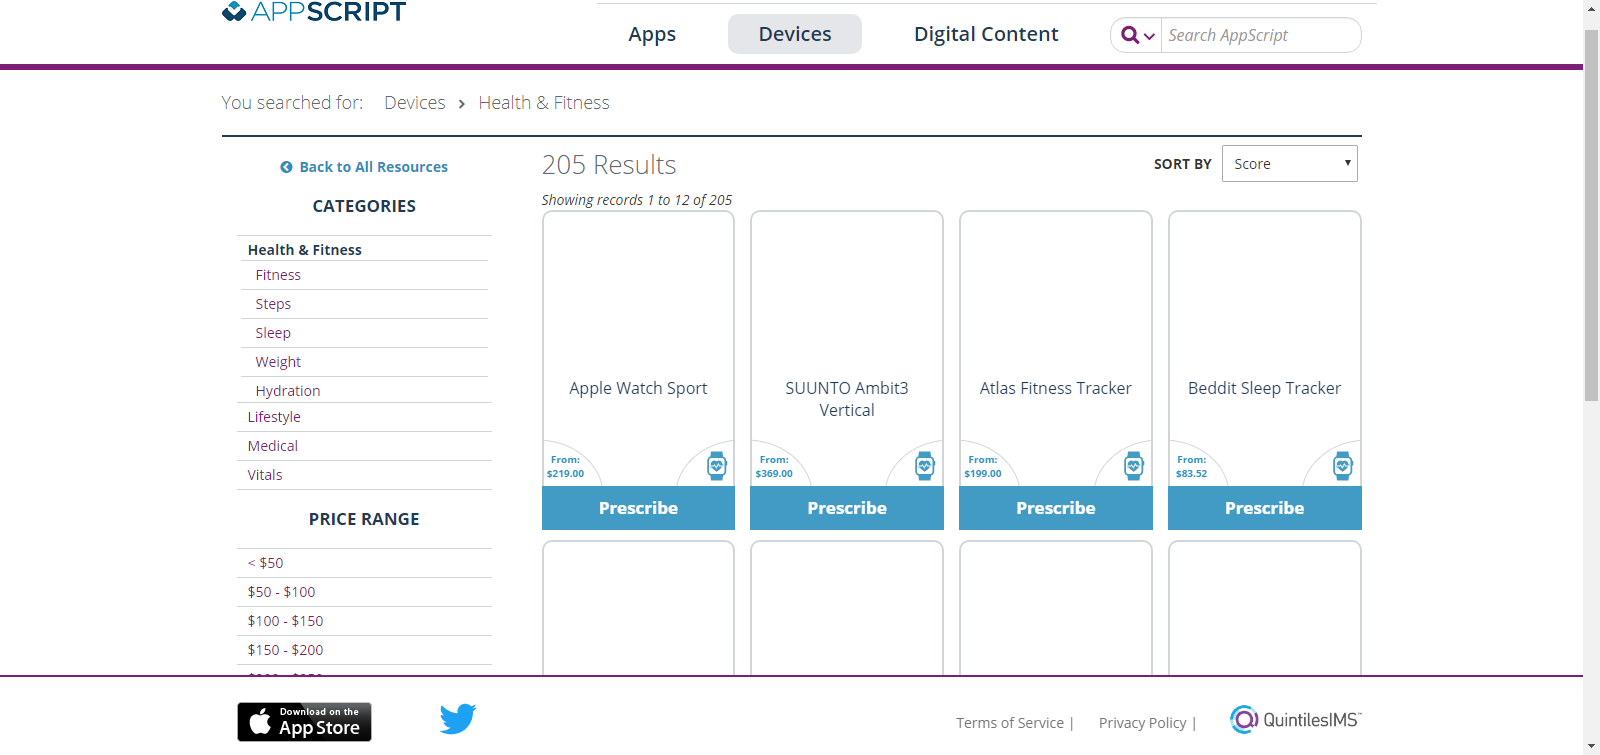 APPSCRIPT
Apps
Devices
Digital Content
Search AppScript
You searched for: Devices > Health & Fitness
Back to All Resources
CATEGORIES
Health & Fitness
Fitness
Steps
Sleep
Weight
Hydration
Lifestyle
Medical
Vitals
PRICE RANGE
< $50
$50 - $100
$100 - $150
$150 - $200
205 Results
SORT BY Score
Showing records 1 to 12 of 205
Apple Watch Sport
From:
$219.00
Prescribe
SUUNTO Ambit3
Vertical
From:
$369.00
Prescribe
Atlas Fitness Tracker
From:
$199.00
Prescribe
Beddit Sleep Tracker
From:
$83.52
Prescribe
Download on the
App Store
Terms of Service |
Privacy Policy |
QuintilesIMS™